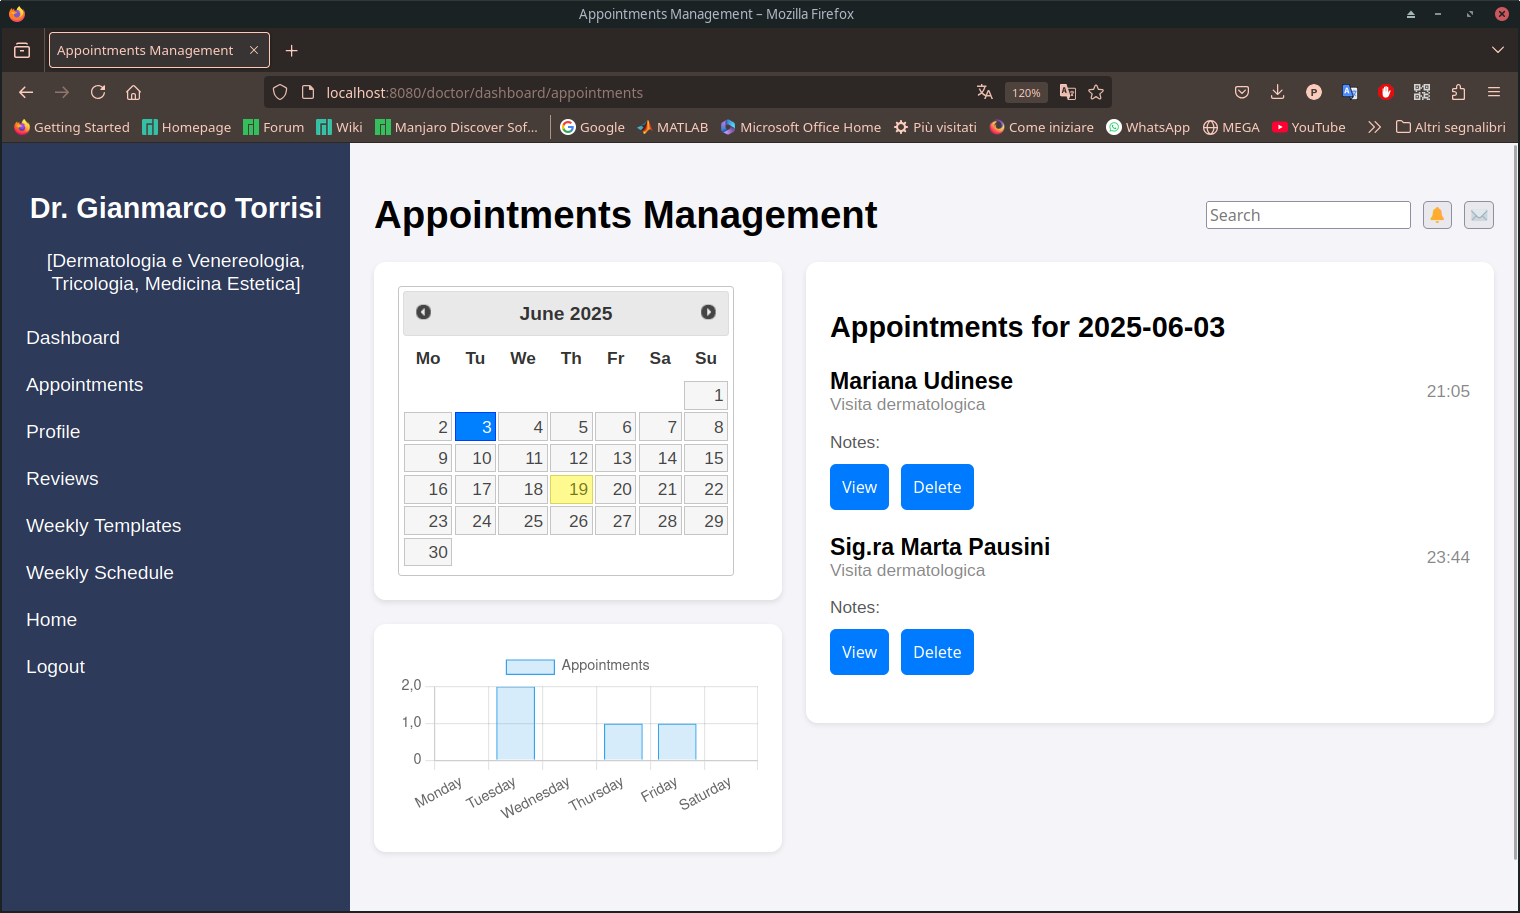 Appointments Management – Mozilla Firefox
Appointments Management
localhost:8080/doctor/dashboard/appointments
120%
Getting Started Homepage Forum Wiki Manjaro Discover Sof... Google MATLAB Microsoft Office Home Più visitati Come iniziare WhatsApp MEGA YouTube Altri segnalibri
Dr. Gianmarco Torrisi
[Dermatologia e Venereologia,
Tricologia, Medicina Estetica]
Dashboard
Appointments
Profile
Reviews
Weekly Templates
Weekly Schedule
Home
Logout
Appointments Management
Search
June 2025
Mo Tu We Th Fr Sa Su
1
2 3 4 5 6 7 8
9 10 11 12 13 14 15
16 17 18 19 20 21 22
23 24 25 26 27 28 29
30
Appointments
2,0
1,0
0
Monday Tuesday Wednesday Thursday Friday Saturday
Appointments for 2025-06-03
Mariana Udinese
Visita dermatologica
21:05
Notes:
View Delete
Sig.ra Marta Pausini
Visita dermatologica
23:44
Notes:
View Delete